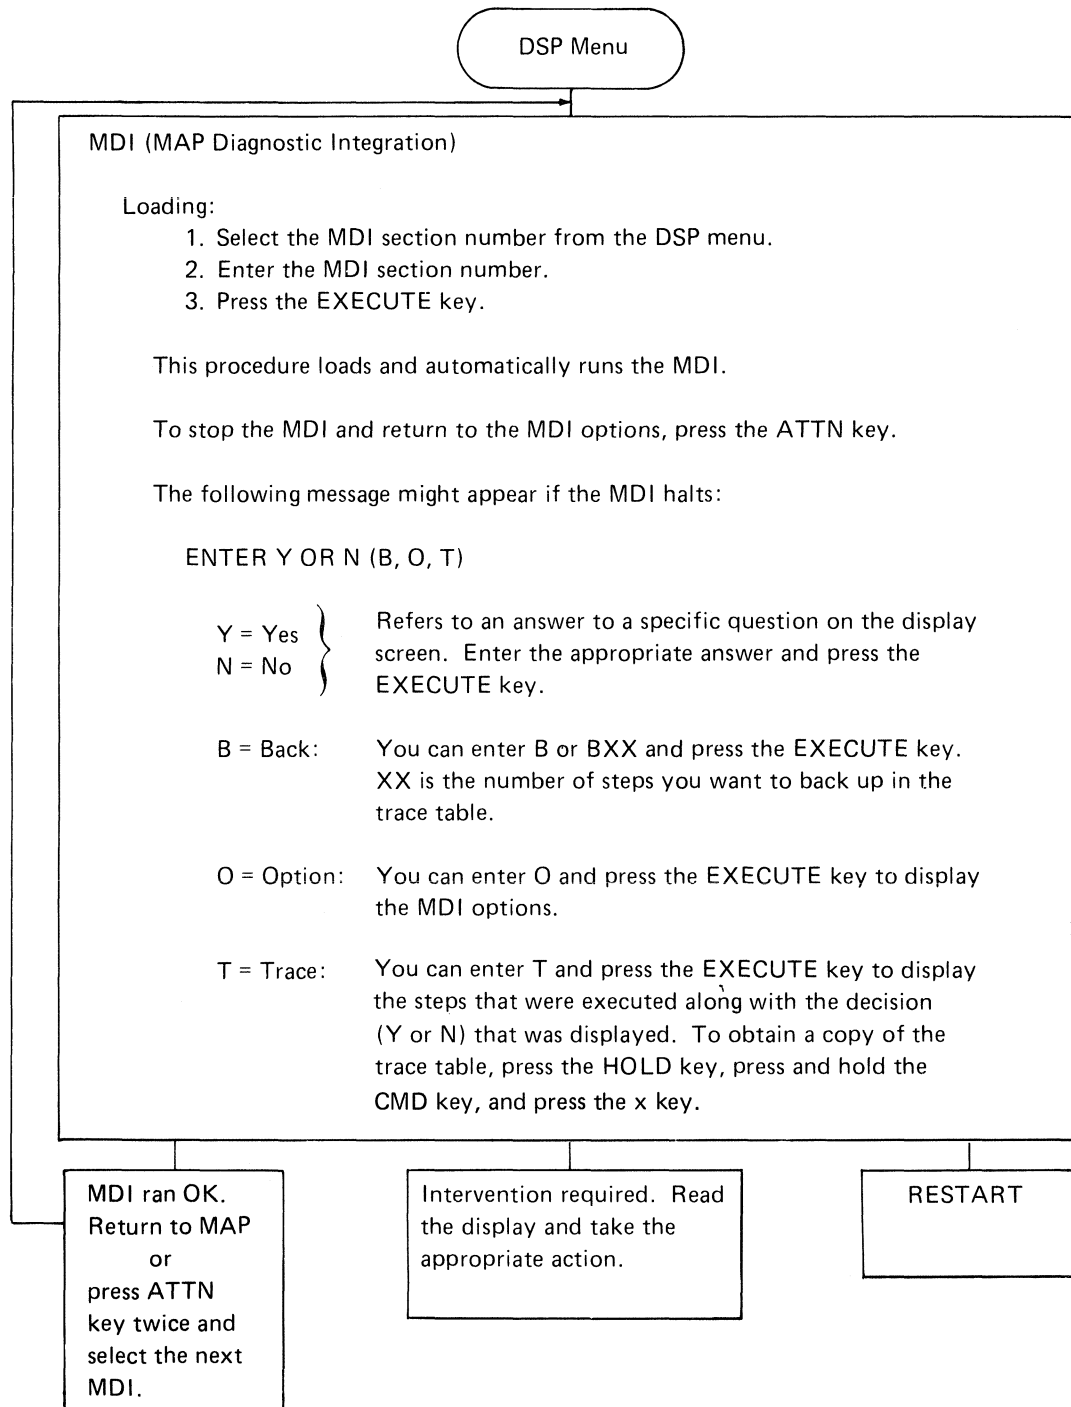 DSP Menu
MDI (MAP Diagnostic Integration)
Loading:
1. Select the MDI section number from the DSP menu.
2. Enter the MDI section number.
3. Press the EXECUTE key.
This procedure loads and automatically runs the MDI.
To stop the MDI and return to the MDI options, press the ATTN key.
The following message might appear if the MDI halts:
ENTER Y OR N (B, O, T)
Y = Yes
N = No
Refers to an answer to a specific question on the display
screen. Enter the appropriate answer and press the
EXECUTE key.
B = Back: You can enter B or BXX and press the EXECUTE key.
XX is the number of steps you want to back up in the
trace table.
O = Option: You can enter O and press the EXECUTE key to display
the MDI options.
T = Trace: You can enter T and press the EXECUTE key to display
the steps that were executed along with the decision
(Y or N) that was displayed. To obtain a copy of the
trace table, press the HOLD key, press and hold the
CMD key, and press the x key.
MDI ran OK.
Return to MAP
or
press ATTN
key twice and
select the next
MDI.
Intervention required. Read
the display and take the
appropriate action.
RESTART